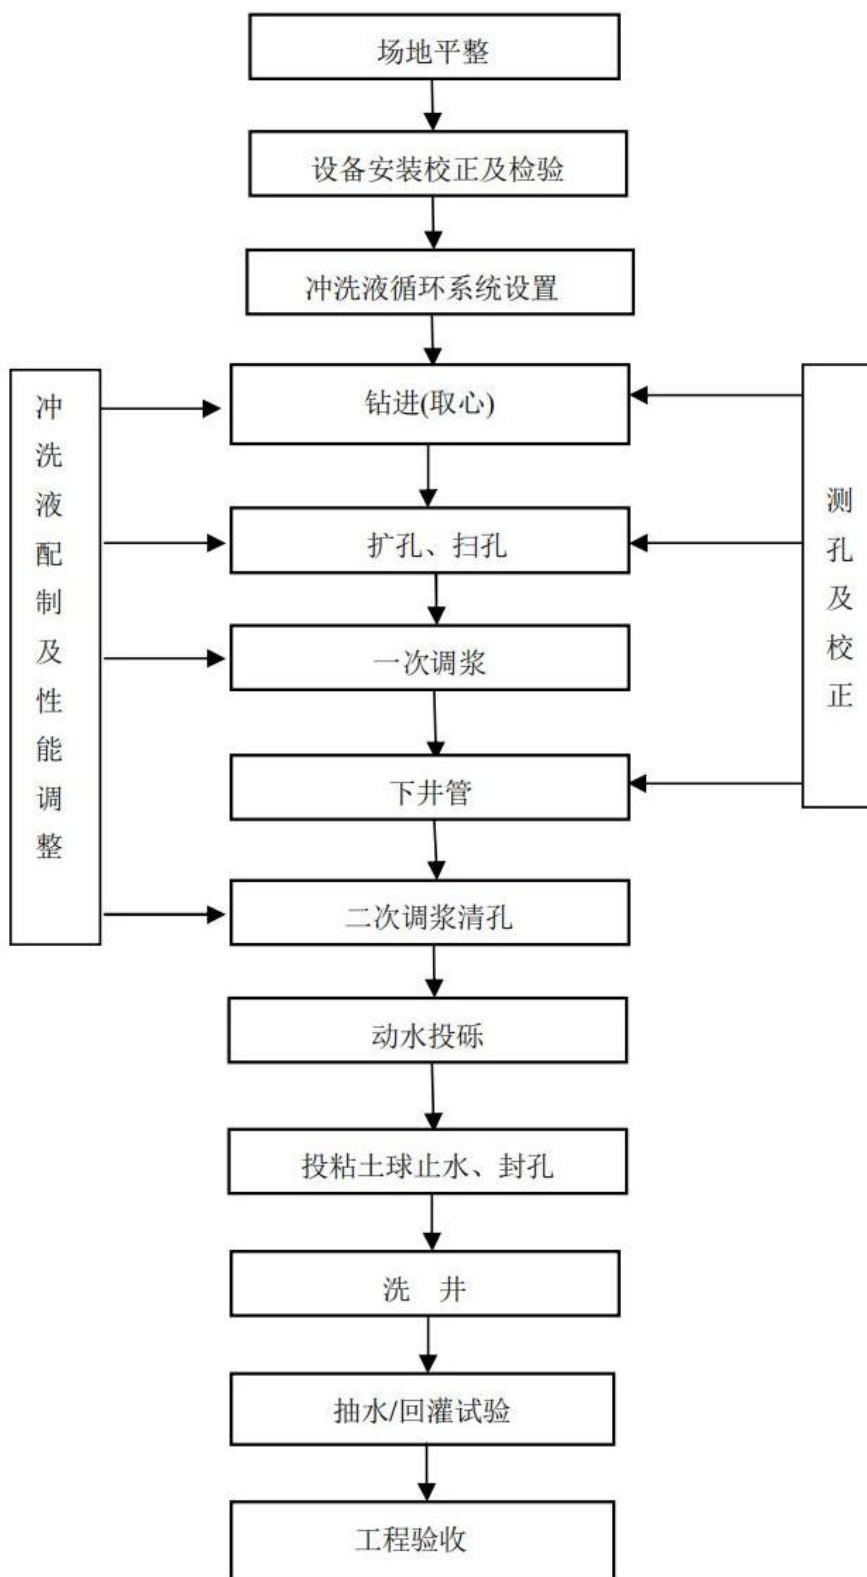 场地平整
设备安装校正及检验
冲洗液循环系统设置
钻进(取心)
冲洗液配制及性能调整
测孔及校正
扩孔、扫孔
一次调浆
下井管
二次调浆清孔
动水投砾
投粘土球止水、封孔
洗 井
抽水/回灌试验
工程验收